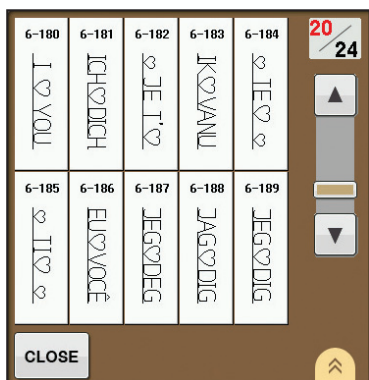 6-180 6-181 6-182 6-183 6-184
I ♡ YOU
ICH♡DICH
♡ JE T'♡
IK♡VANU
♡ TE♡ ♡
20/24
6-185 6-186 6-187 6-188 6-189
♡ TI♡ ♡
EU♡VOCÊ
JEG♡DEG
JAG♡DIG
JEG♡DIG
CLOSE